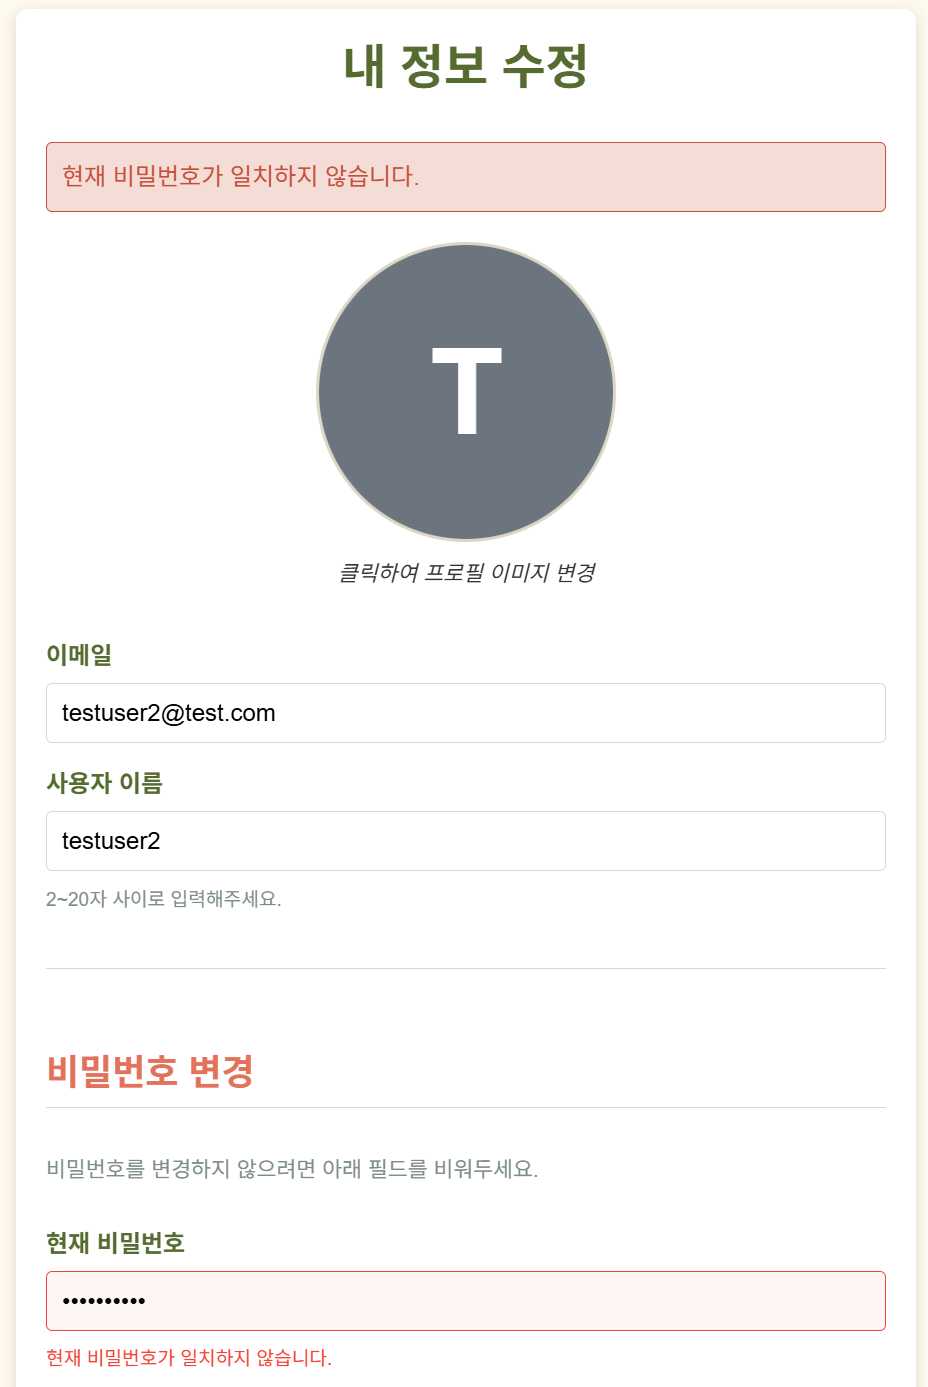 내 정보 수정
현재 비밀번호가 일치하지 않습니다.
T
클릭하여 프로필 이미지 변경
이메일
testuser2@test.com
사용자 이름
testuser2
2~20자 사이로 입력해주세요.
비밀번호 변경
비밀번호를 변경하지 않으려면 아래 필드를 비워두세요.
현재 비밀번호
••••••••••
현재 비밀번호가 일치하지 않습니다.